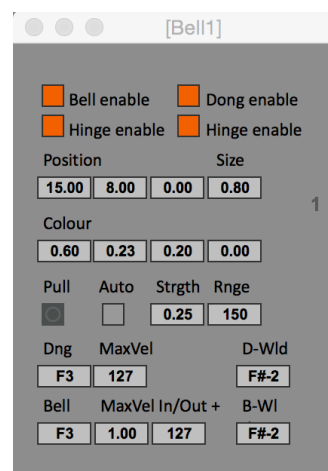 [Bell1]
Bell enable Dong enable
Hinge enable Hinge enable
Position Size
15.00 8.00 0.00 0.80
1
Colour
0.60 0.23 0.20 0.00
Pull Auto Strgth Rnge
0.25 150
Dng MaxVel D-Wld
F3 127 F#-2
Bell MaxVel In/Out + B-Wl
F3 1.00 127 F#-2